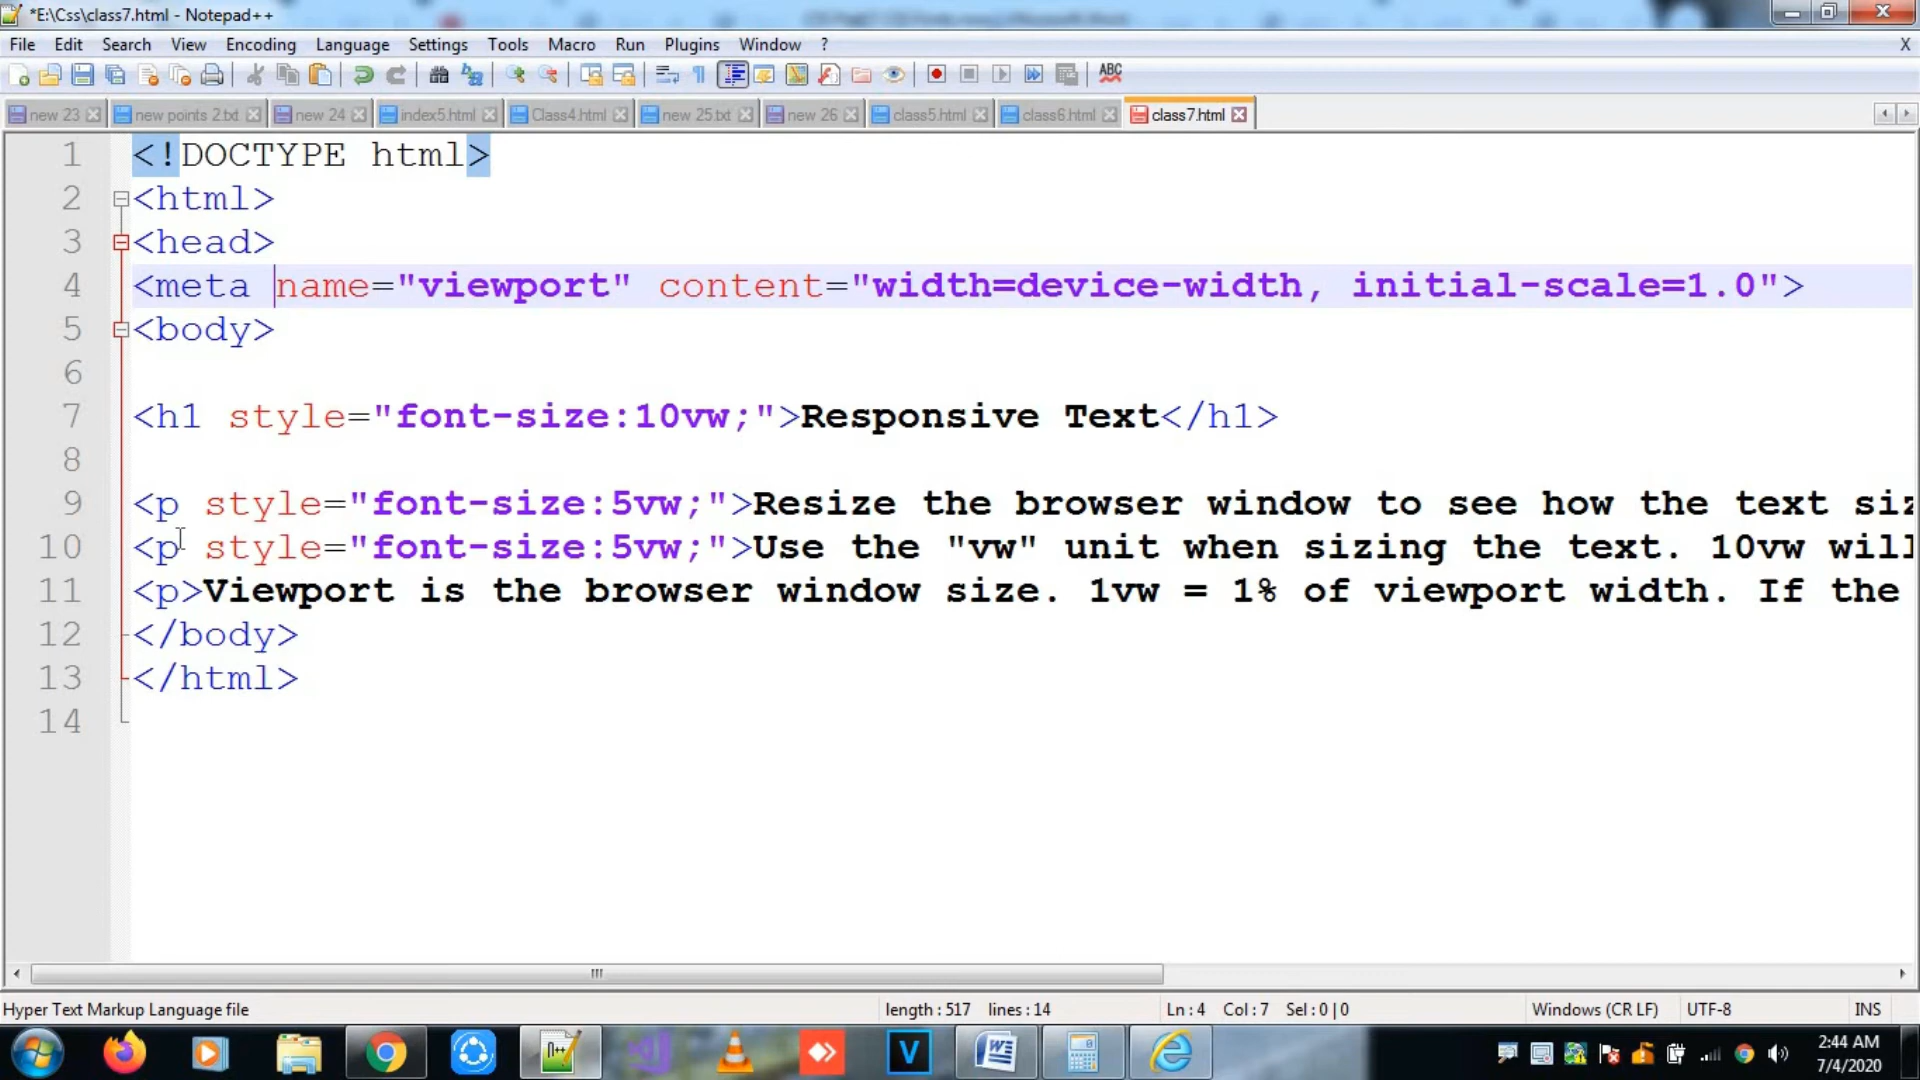 *E:\Css\class7.html - Notepad++
File Edit Search View Encoding Language Settings Tools Macro Run Plugins Window ? X
new 23 new points 2.txt new 24 index5.html Class4.html new 25.txt new 26 class5.html class6.html class7.html
1 <!DOCTYPE html>
2 <html>
3 <head>
4 <meta name="viewport" content="width=device-width, initial-scale=1.0">
5 <body>
6
7 <h1 style="font-size:10vw;">Responsive Text</h1>
8
9 <p style="font-size:5vw;">Resize the browser window to see how the text siz
10 <p style="font-size:5vw;">Use the "vw" unit when sizing the text. 10vw will
11 <p>Viewport is the browser window size. 1vw = 1% of viewport width. If the
12 </body>
13 </html>
14
Hyper Text Markup Language file length : 517 lines : 14 Ln : 4 Col : 7 Sel : 0 | 0 Windows (CR LF) UTF-8 INS
2:44 AM
7/4/2020